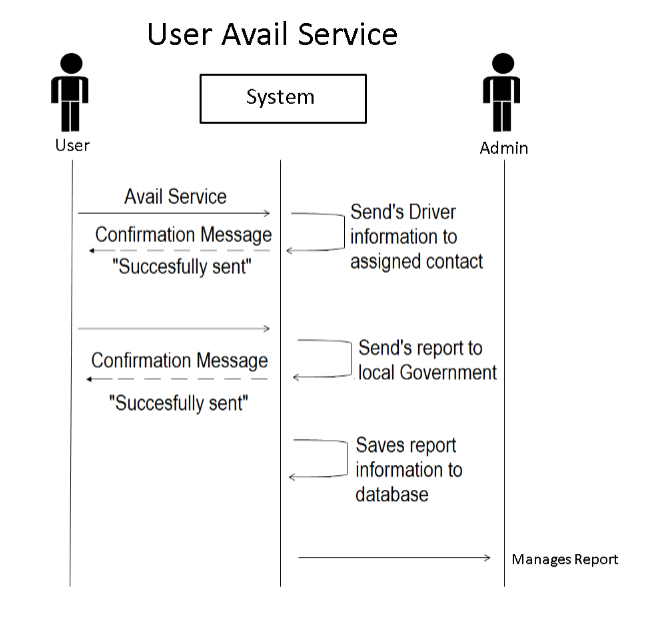 User Avail Service
System
User
Admin
Avail Service
Send's Driver
information to
assigned contact
Confirmation Message
"Succesfully sent"
Send's report to
local Government
Confirmation Message
"Succesfully sent"
Saves report
information to
database
Manages Report